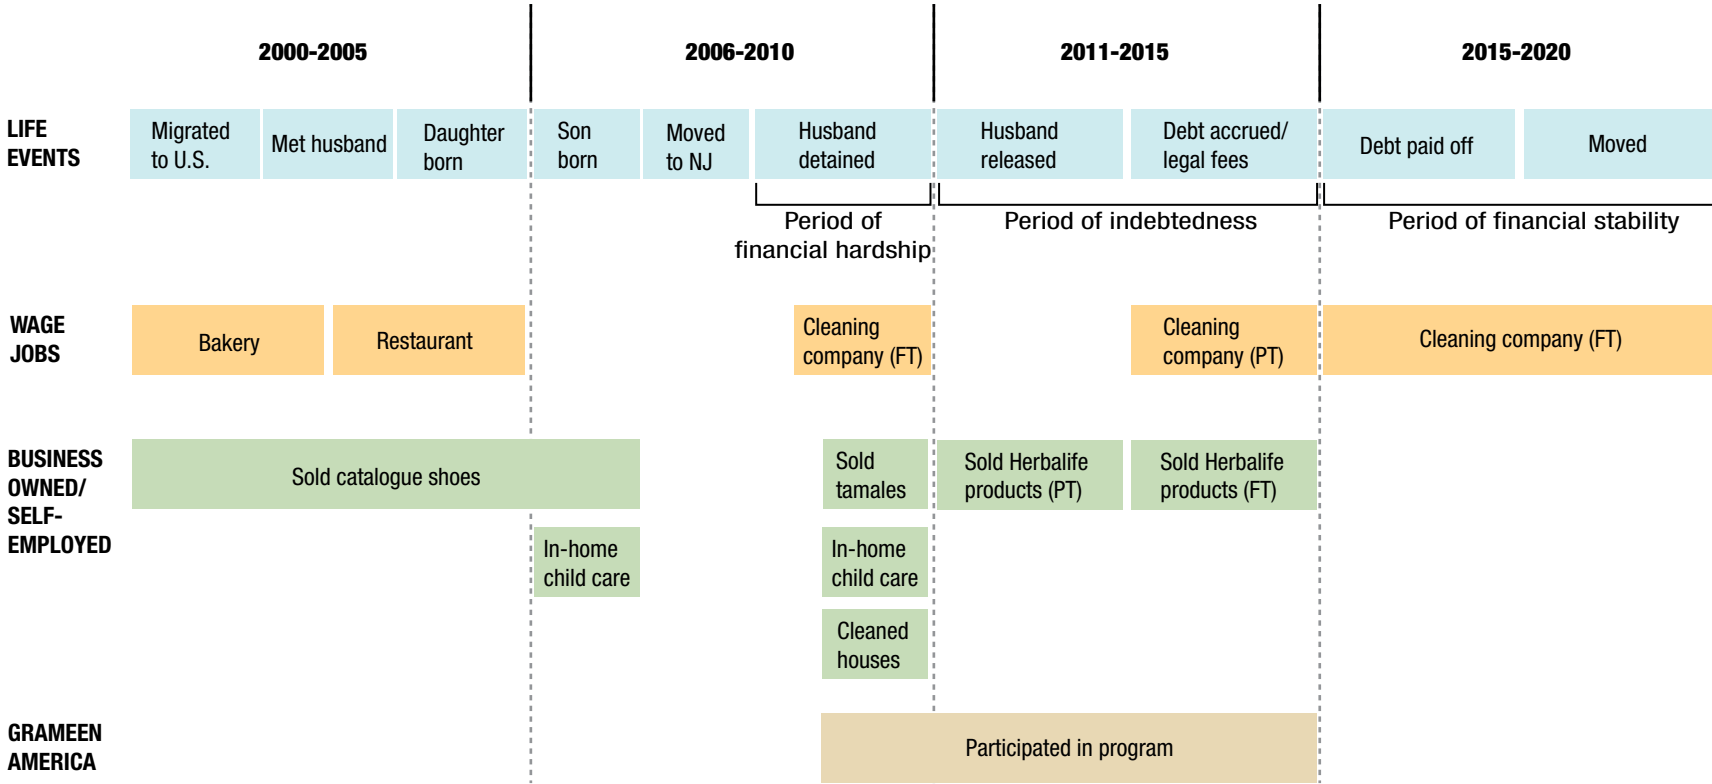 2000-2005
2006-2010
2011-2015
2015-2020
LIFE
EVENTS
Migrated
to U.S.
Met husband
Daughter
born
Son
born
Moved
to NJ
Husband
detained
Husband
released
Debt accrued/
legal fees
Debt paid off
Moved
Period of
financial hardship
Period of indebtedness
Period of financial stability
WAGE
JOBS
Bakery
Restaurant
Cleaning
company (FT)
Cleaning
company (PT)
Cleaning company (FT)
BUSINESS
OWNED/
SELF-
EMPLOYED
Sold catalogue shoes
Sold
tamales
Sold Herbalife
products (PT)
Sold Herbalife
products (FT)
In-home
child care
In-home
child care
Cleaned
houses
GRAMEEN
AMERICA
Participated in program